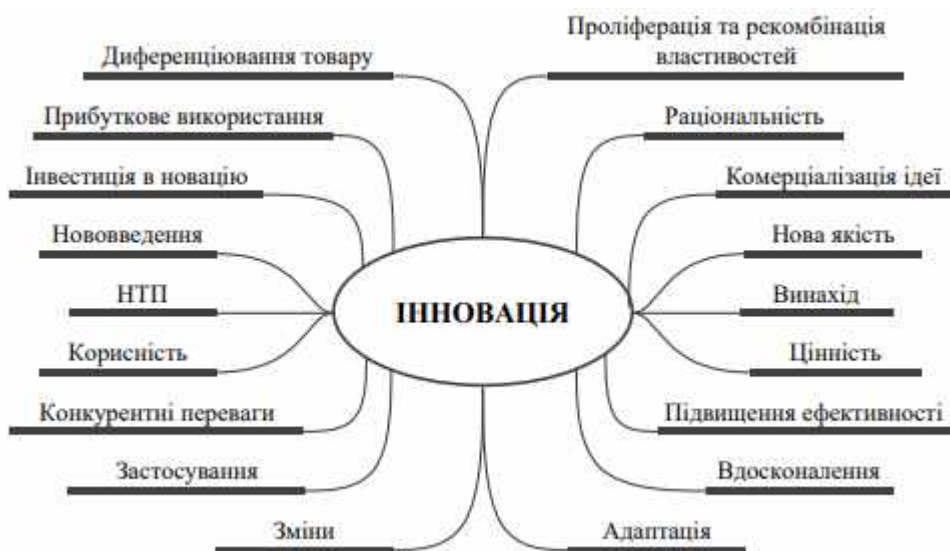 Диференціювання товару
Проліферація та рекомбінація
властивостей
Прибуткове використання
Раціональність
Інвестиція в новацію
Комерціалізація ідеї
Нововведення
Нова якість
НТП
ІННОВАЦІЯ
Винахід
Корисність
Цінність
Конкурентні переваги
Підвищення ефективності
Застосування
Вдосконалення
Зміни
Адаптація